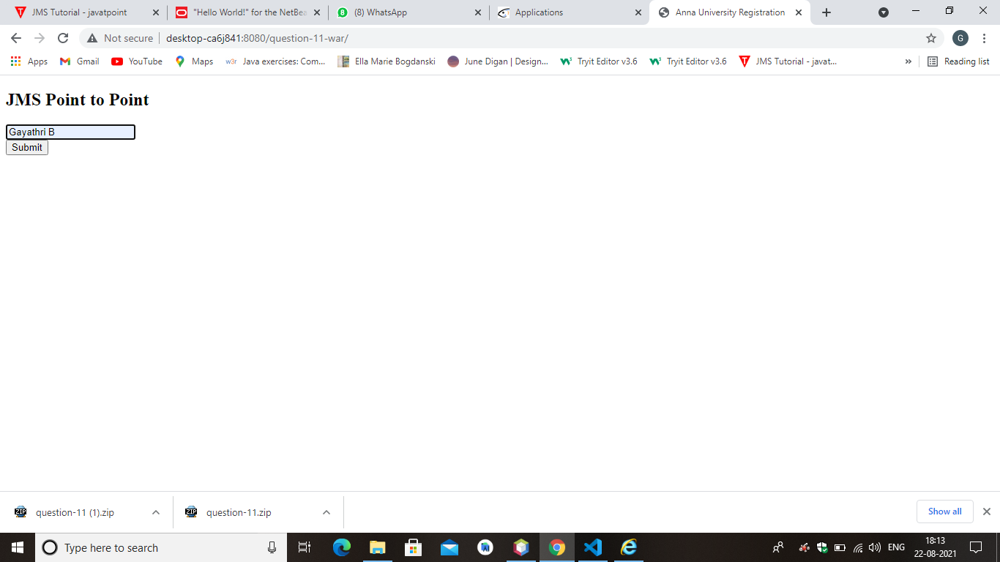 JMS Tutorial - javatpoint
"Hello World!" for the NetBea
(8) WhatsApp
Applications
Anna University Registration
Not secure
desktop-ca6j841:8080/question-11-war/
G
Apps
Gmail
YouTube
Maps
w3r
Java exercises: Com...
Ella Marie Bogdanski
June Digan | Design...
Tryit Editor v3.6
Tryit Editor v3.6
JMS Tutorial - javat...
»
Reading list
JMS Point to Point
Gayathri B
Submit
ZIP
question-11 (1).zip
ZIP
question-11.zip
Show all
Type here to search
ENG
18:13
22-08-2021